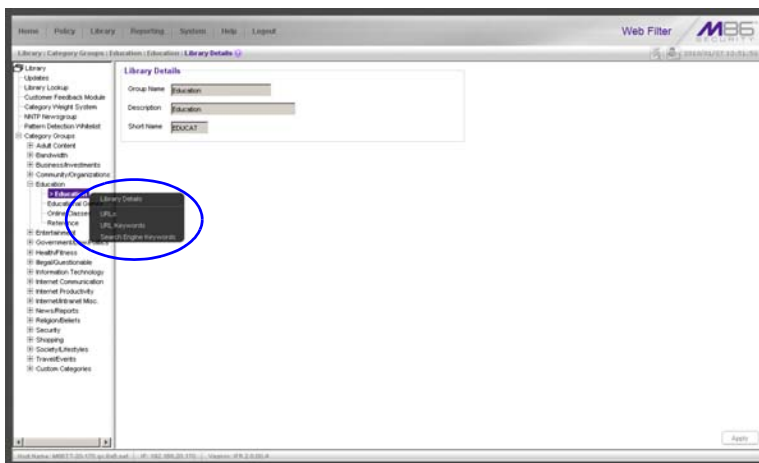 Home Policy Library Reporting System Help Logout
Web Filter
M86
SECURITY
Library : Category Groups : Education : Education : Library Details
Library
Updates
Library Lookup
Customer Feedback Module
Category Weight System
NNTP Newsgroup
Pattern Detection Whitelist
Category Groups
Adult Content
Bandwidth
Business/Investments
Community/Organizations
Education
> Education
Educational
Online Classes
Reference
Entertainment
Health/Fitness
Illegal/Questionable
Information Technology
Internet Communication
Internet Productivity
Internet/Intranet Misc.
News/Reports
Religion/Beliefs
Security
Shopping
Society/Lifestyles
Travel/Events
Custom Categories
Library Details
URLs
URL Keywords
Search Engine Keywords
Library Details
Group Name Education
Description Education
Short Name EDUCAT
Apply
Host Name: